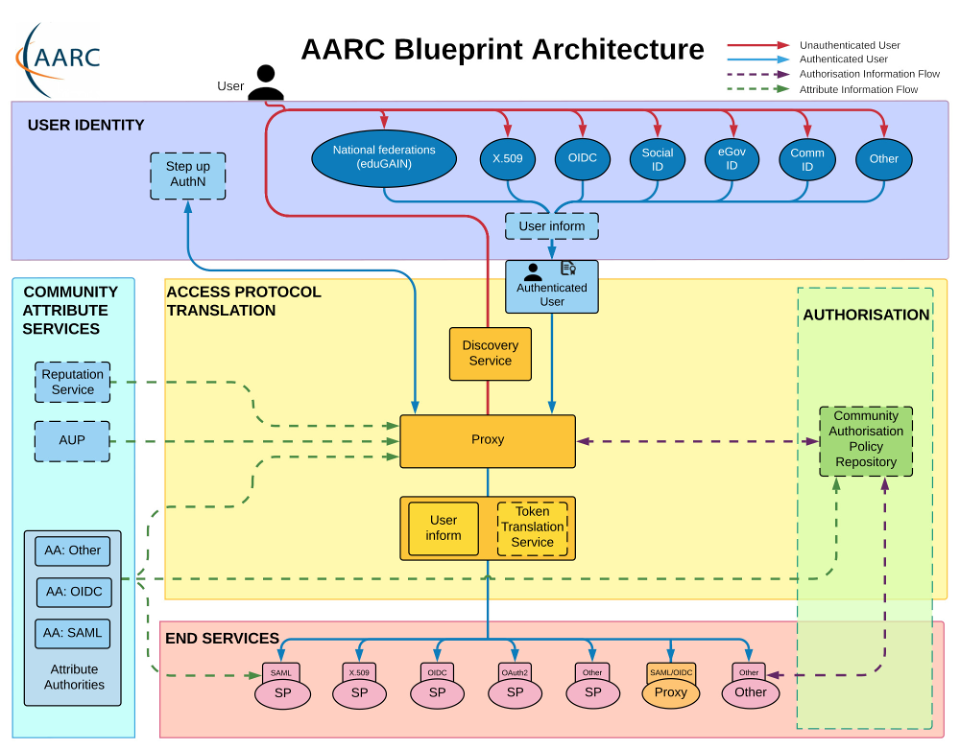 AARC
AARC Blueprint Architecture
Unauthenticated User
Authenticated User
Authorisation Information Flow
Attribute Information Flow
User
USER IDENTITY
Step up
AuthN
National federations
(eduGAIN)
X.509
OIDC
Social
ID
eGov
ID
Comm
ID
Other
User inform
Authenticated
User
COMMUNITY
ATTRIBUTE
SERVICES
ACCESS PROTOCOL
TRANSLATION
AUTHORISATION
Discovery
Service
Reputation
Service
AUP
Proxy
Community
Authorisation
Policy
Repository
User
inform
Token
Translation
Service
AA: Other
AA: OIDC
AA: SAML
Attribute
Authorities
END SERVICES
SAML
SP
X.509
SP
OIDC
SP
OAuth2
SP
Other
SP
SAML/OIDC
Proxy
Other
Other